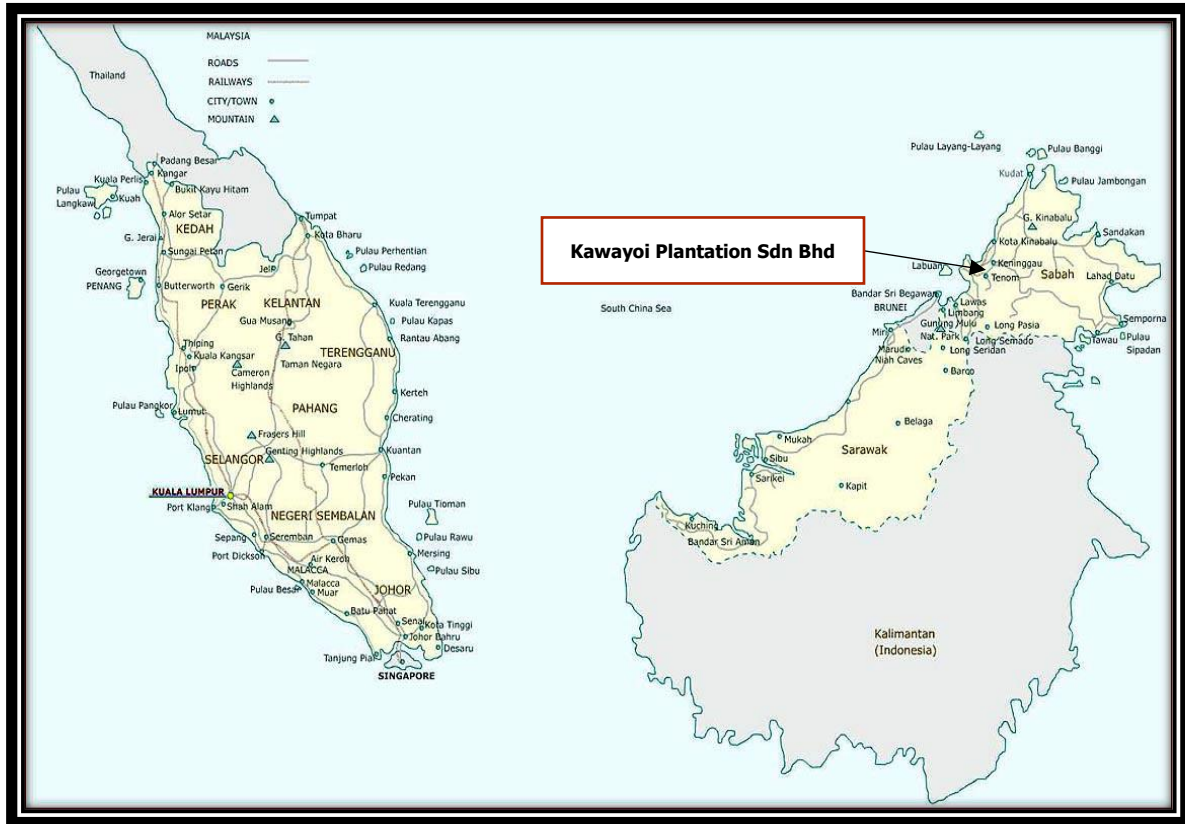 MALAYSIA
ROADS
RAILWAYS
CITY/TOWN
MOUNTAIN
Thailand
Padang Besar
Kangar
Kuala Perlis
Bukit Kayu Hitam
Pulau
Langkawi
Kuah
Alor Setar
KEDAH
G. Jerai
Sungai Petan
Tumpat
Kota Bharu
Pulau Perhentian
Pulau Redang
Jeli
Georgetown
PENANG
Butterworth
Gerik
PERAK
KELANTAN
Kuala Terengganu
Gua Musang
Pulau Kapas
G. Tahan
Rantau Abang
TERENGGANU
Thiping
Kuala Kangsar
Ipoh
Taman Negara
Cameron
Highlands
Kerteh
Pulau Pangkor
Lumut
PAHANG
Cherating
Frasers Hill
Genting Highlands
Kuantan
SELANGOR
Temerloh
Pekan
KUALA LUMPUR
Port Klang
Shah Alam
NEGERI SEMBALAN
Pulau Tioman
Sepang
Seremban
Gemas
Pulau Rawu
Port Dickson
Mersing
Air Keroh
MALACCA
Pulau Sibu
Malacca
Pulau Besar
Muar
JOHOR
Batu Pahat
Senai
Kota Tinggi
Johor Bahru
Desaru
Tanjung Piai
SINGAPORE
Kawayoi Plantation Sdn Bhd
South China Sea
Pulau Layang-Layang
Pulau Banggi
Kudat
Pulau Jambongan
G. Kinabalu
Kota Kinabalu
Sandakan
Keninggau
Labuan
Tenom
Sabah
Lahad Datu
Bandar Sri Begawan
BRUNEI
Lawas
Limbang
Gunung Mulu
Nat. Park
Long Pasia
Semporna
Miri
Long Semado
Tawau
Pulau
Sipadan
Marudi
Niah Caves
Long Seridan
Bareo
Belaga
Mukah
Sarawak
Sibu
Sarikei
Kapit
Kuching
Bandar Sri Aman
Kalimantan
(Indonesia)